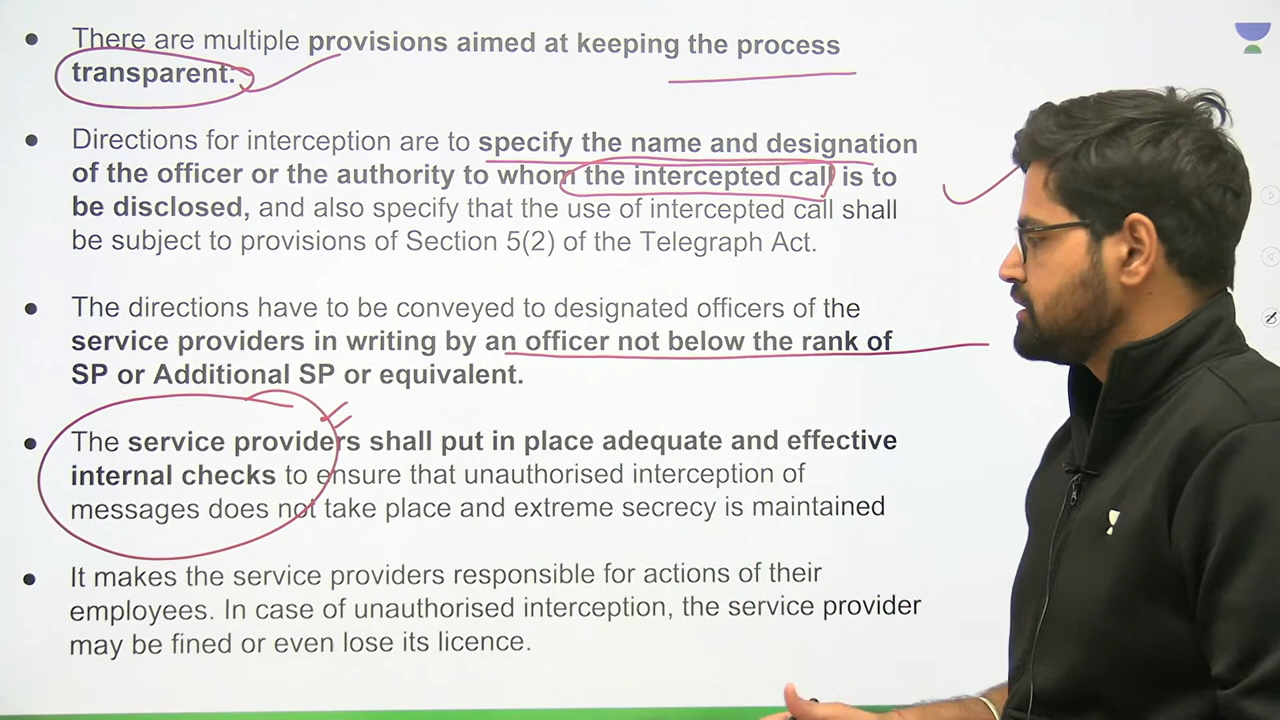 There are multiple provisions aimed at keeping the process
transparent.
Directions for interception are to specify the name and designation
of the officer or the authority to whom the intercepted call is to
be disclosed, and also specify that the use of intercepted call shall
be subject to provisions of Section 5(2) of the Telegraph Act.
The directions have to be conveyed to designated officers of the
service providers in writing by an officer not below the rank of
SP or Additional SP or equivalent.
The service providers shall put in place adequate and effective
internal checks to ensure that unauthorised interception of
messages does not take place and extreme secrecy is maintained
It makes the service providers responsible for actions of their
employees. In case of unauthorised interception, the service provider
may be fined or even lose its licence.